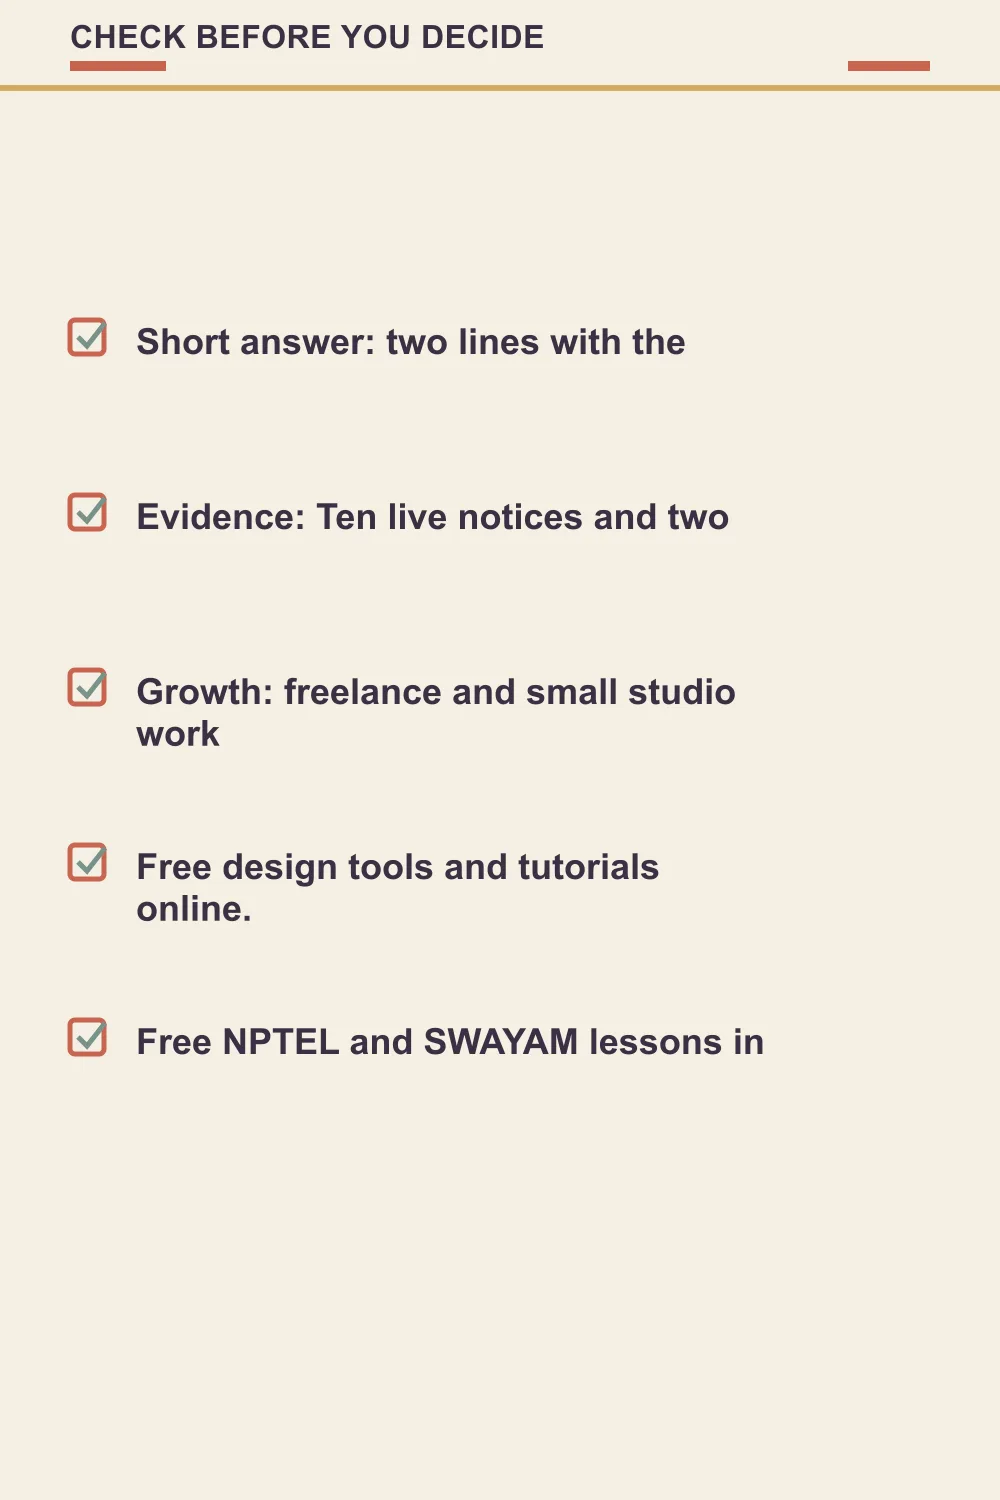 CHECK BEFORE YOU DECIDE
Short answer: two lines with the
Evidence: Ten live notices and two
Growth: freelance and small studio
work
Free design tools and tutorials
online.
Free NPTEL and SWAYAM lessons in